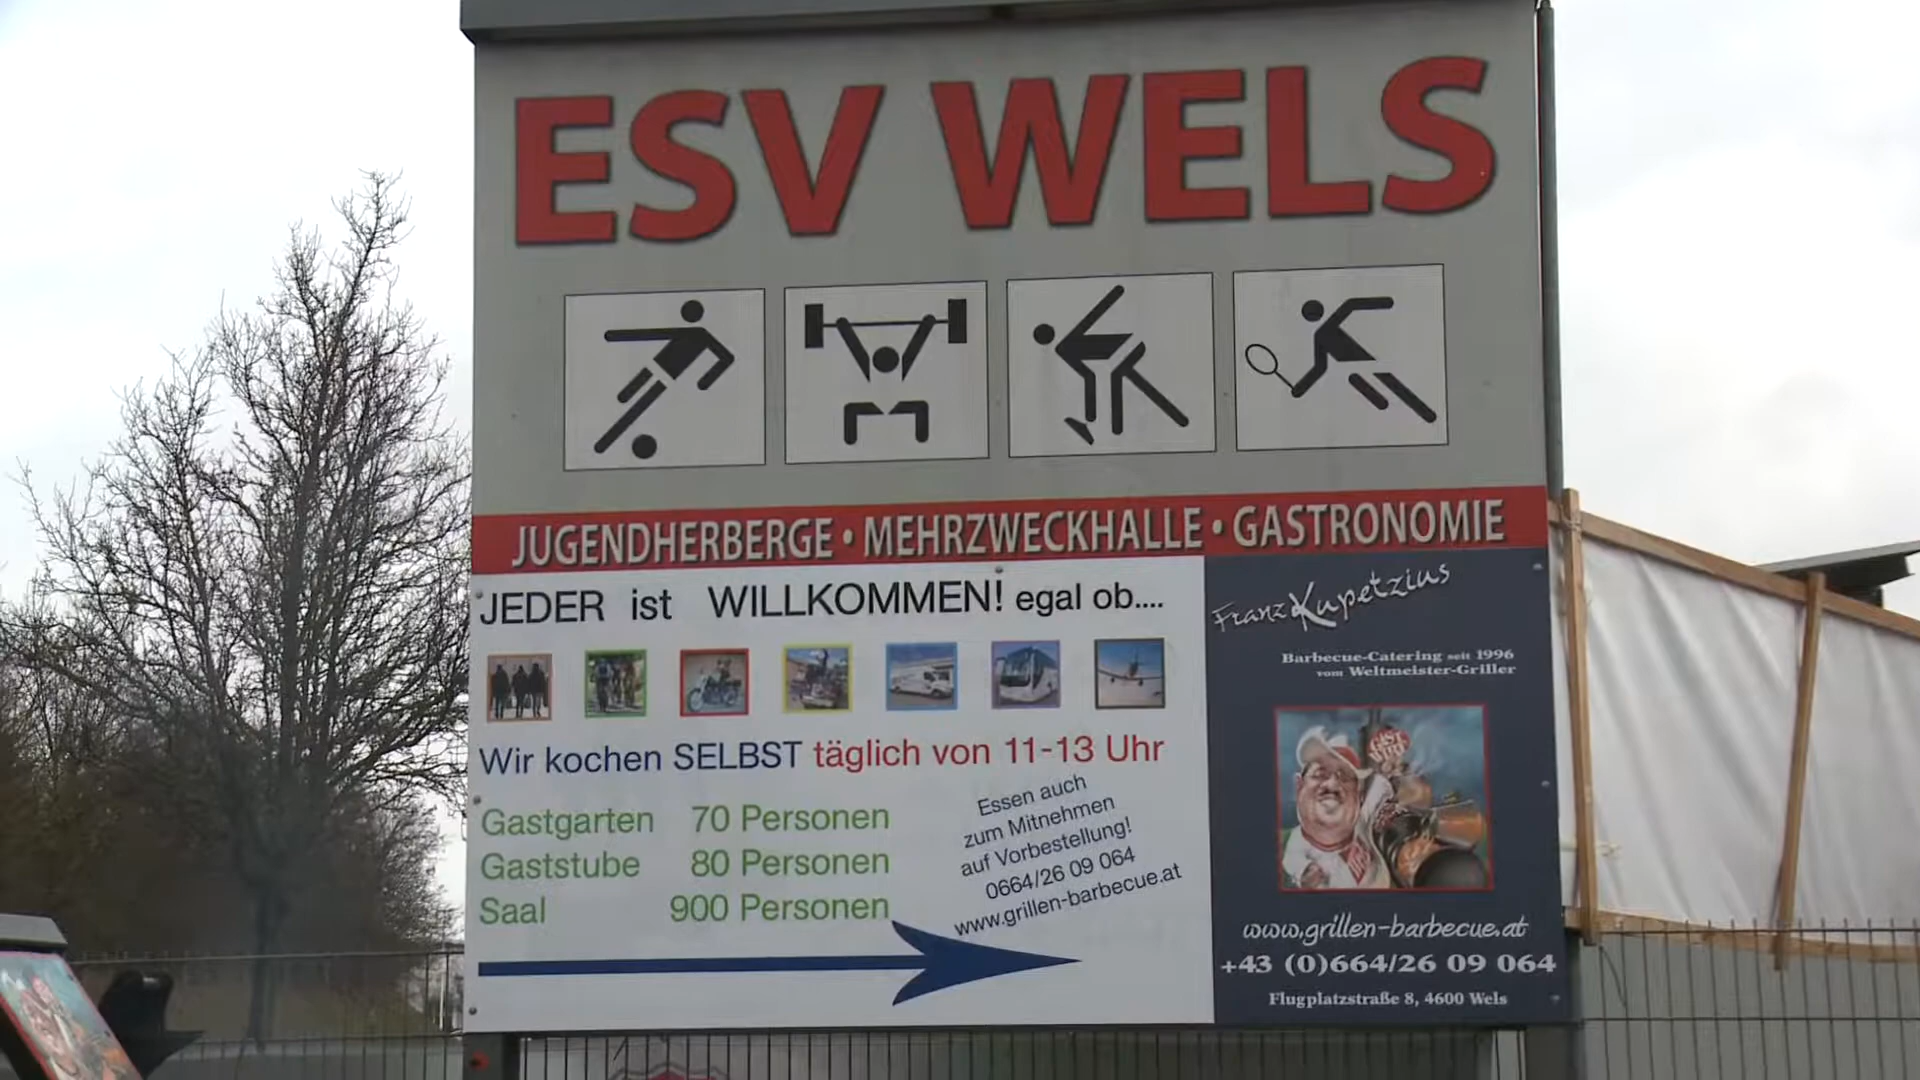 ESV WELS
JUGENDHERBERGE • MEHRZWECKHALLE • GASTRONOMIE
JEDER ist WILLKOMMEN! egal ob....
Wir kochen SELBST täglich von 11-13 Uhr
Gastgarten 70 Personen
Gaststube 80 Personen
Saal 900 Personen
Essen auch
zum Mitnehmen
auf Vorbestellung!
0664/26 09 064
www.grillen-barbecue.at
Franz Kupetzius
Barbecue-Catering seit 1996
vom Weltmeister-Griller
www.grillen-barbecue.at
+43 (0)664/26 09 064
Flugplatzstraße 8, 4600 Wels